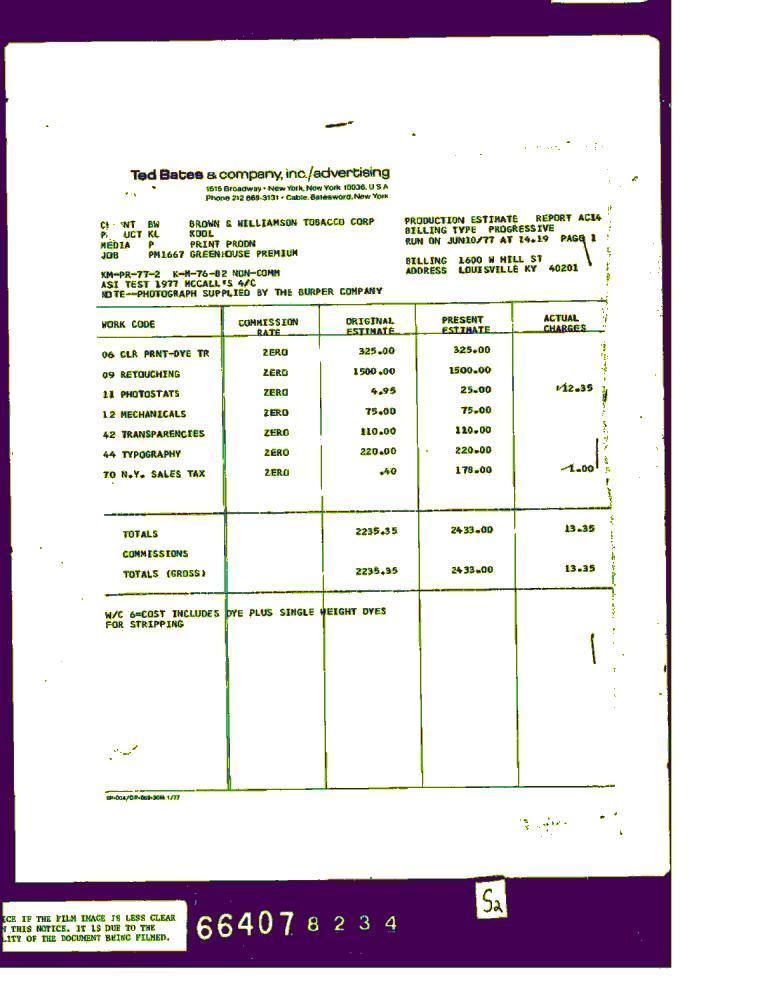 Ted Bates & company, inc./advertising
1515 Broadway • New York, New York 10036, U S A
Phone 212 869-3131 • Cable, Batesword, New York
CL NT BW BROWN & WILLIAMSON TOBACCO CORP PRODUCTION ESTIMATE REPORT AC14
P. UCT KL KOOL BILLING TYPE PROGRESSIVE
MEDIA P PRINT PRODN RUN ON JUN10/77 AT 14.19 PAGE 1
JOB PM1667 GREENHOUSE PREMIUM
BILLING 1600 W HILL ST
ADDRESS LOUISVILLE KY 40201
KM-PR-77-2 K-M-76-82 NON-COMM
ASI TEST 1977 MCCALL'S 4/C
NOTE--PHOTOGRAPH SUPPLIED BY THE BURPER COMPANY
WORK CODE COMMISSION RATE ORIGINAL ESTIMATE PRESENT ESTIMATE ACTUAL CHARGES
06 CLR PRNT-DYE TR ZERO 325.00 325.00
09 RETOUCHING ZERO 1500.00 1500.00
11 PHOTOSTATS ZERO 4.95 25.00 12.35
12 MECHANICALS ZERO 75.00 75.00
42 TRANSPARENCIES ZERO 110.00 110.00
44 TYPOGRAPHY ZERO 220.00 220.00
70 N.Y. SALES TAX ZERO .40 178.00 1.00
TOTALS 2235.35 2433.00 13.35
COMMISSIONS
TOTALS (GROSS) 2235.35 2433.00 13.35
W/C 6=COST INCLUDES DYE PLUS SINGLE WEIGHT DYES
FOR STRIPPING
S2
ICE IF THE FILM IMAGE IS LESS CLEAR
N THIS NOTICE. IT IS DUE TO THE
LITY OF THE DOCUMENT BEING FILMED.
66407 8234